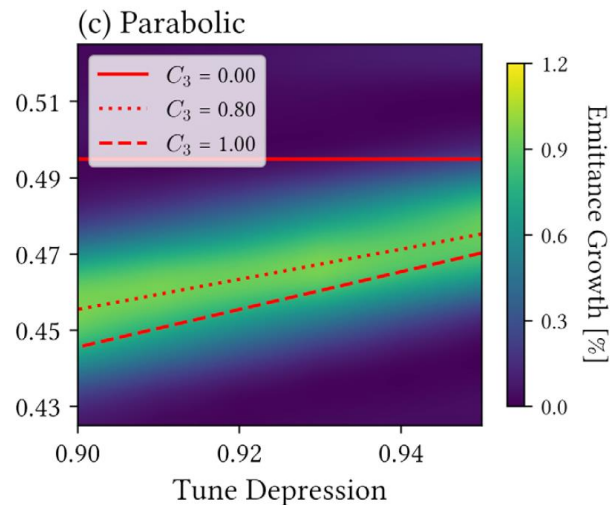 (c) Parabolic
C₃ = 0.00
C₃ = 0.80
C₃ = 1.00
0.51
0.49
0.47
0.45
0.43
0.90
0.92
0.94
Tune Depression
1.2
0.9
0.6
0.3
0.0
Emittance Growth [%]